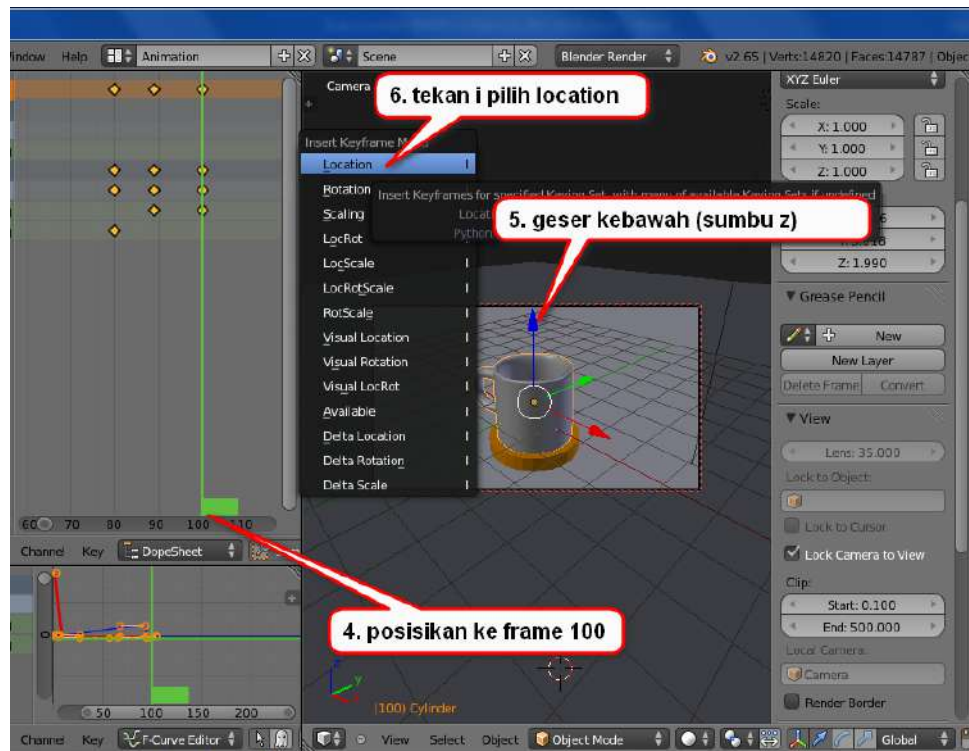 Window Help Animation Scene Blender Render v2.65 | Verts:14820 | Faces:14787 | Objec
Camera
6. tekan i pilih location
Insert Keyframe M
Location I
Rotation
Insert Keyframes for specified Keying Set, with menu of available Keying Sets if undefined
Scaling
Locat
LocRot
Python
5. geser kebawah (sumbu z)
LocScale I
LocRotScale I
RotScale I
Visual Location I
Visual Rotation I
Visual LocRot I
Available I
Delta Location I
Delta Rotation I
Delta Scale I
60 70 80 90 100 110
Channel Key DopeSheet
4. posisikan ke frame 100
0
50 100 150 200
z
y
(100) Cylinder
Channel Key F-Curve Editor
View Select Object Object Mode Global
XYZ Euler
Scale:
X: 1.000
Y: 1.000
Z: 1.000
Z: 1.990
Grease Pencil
New
New Layer
Delete Frame Convert
View
Lens: 35.000
Lock to Object:
Lock to Cursor
Lock Camera to View
Clip:
Start: 0.100
End: 500.000
Local Camera:
Camera
Render Border